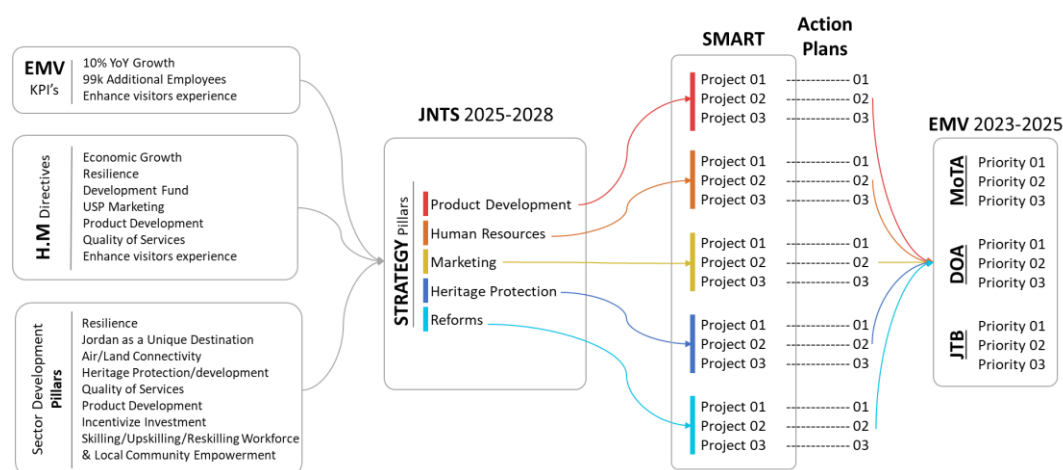 EMV
KPI's
10% YoY Growth
99k Additional Employees
Enhance visitors experience
H.M Directives
Economic Growth
Resilience
Development Fund
USP Marketing
Product Development
Quality of Services
Enhance visitors experience
Sector Development
Pillars
Resilience
Jordan as a Unique Destination
Air/Land Connectivity
Heritage Protection/development
Quality of Services
Product Development
Incentivize Investment
Skilling/Upskilling/Reskilling Workforce
& Local Community Empowerment
JNTS 2025-2028
STRATEGY Pillars
Product Development
Human Resources
Marketing
Heritage Protection
Reforms
SMART
Action
Plans
Project 01 ----------- 01
Project 02 ----------- 02
Project 03 ----------- 03
Project 01 ----------- 01
Project 02 ----------- 02
Project 03 ----------- 03
Project 01 ----------- 01
Project 02 ----------- 02
Project 03 ----------- 03
Project 01 ----------- 01
Project 02 ----------- 02
Project 03 ----------- 03
Project 01 ----------- 01
Project 02 ----------- 02
Project 03 ----------- 03
EMV 2023-2025
MoTA
Priority 01
Priority 02
Priority 03
DOA
Priority 01
Priority 02
Priority 03
JTB
Priority 01
Priority 02
Priority 03